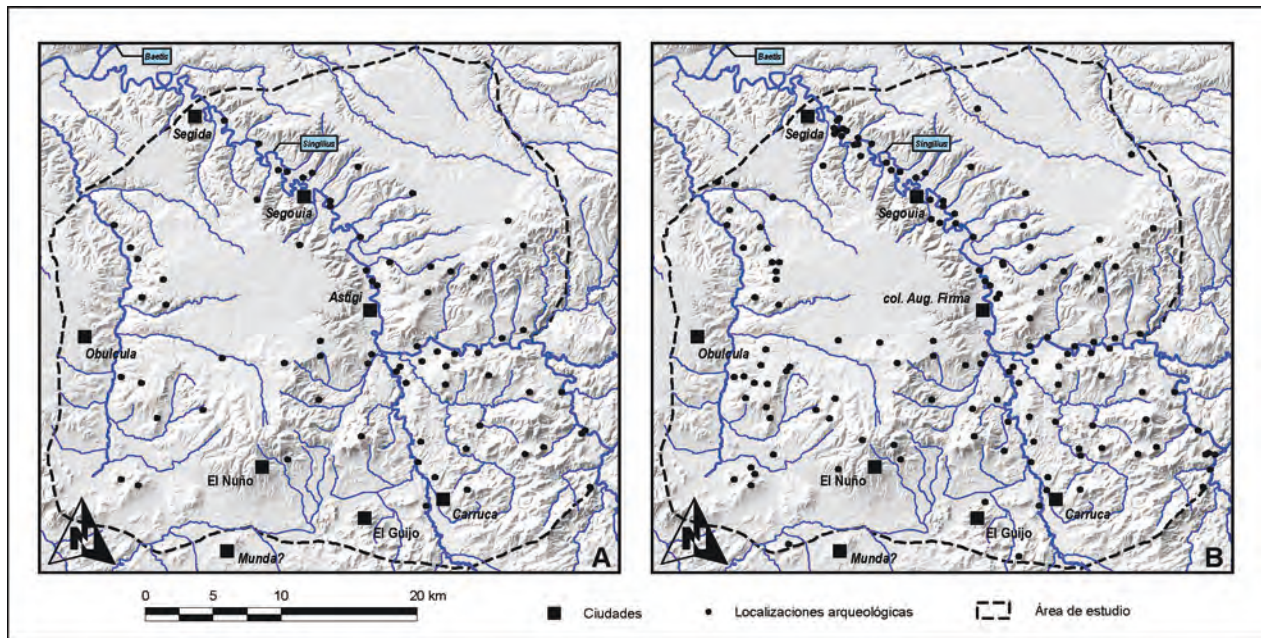 Baetis
Segida
Singilius
Segouia
Astigi
Obulcula
El Nuño
Carruca
El Guijo
Munda?
N
A
Baetis
Segida
Singilius
Segouia
col. Aug. Firma
Obulcula
El Nuño
Carruca
El Guijo
Munda?
N
B
0 5 10 20 km
Ciudades
Localizaciones arqueológicas
Área de estudio